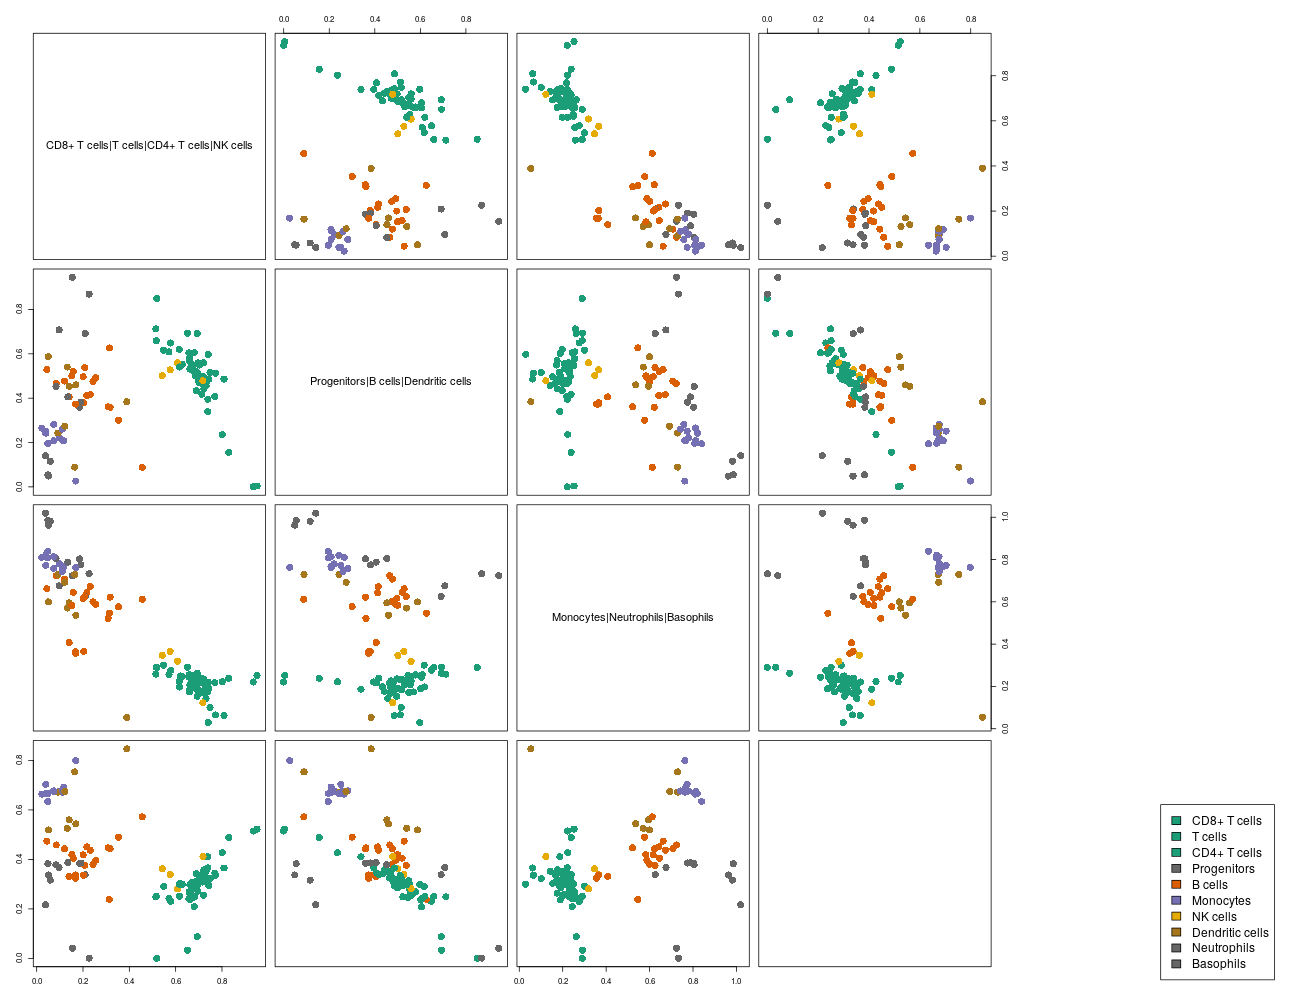 0.0 0.2 0.4 0.6 0.8
0.0 0.2 0.4 0.6 0.8
CD8+ T cells|T cells|CD4+ T cells|NK cells
0.0 0.2 0.4 0.6 0.8
0.0 0.2 0.4 0.6 0.8
Progenitors|B cells|Dendritic cells
Monocytes|Neutrophils|Basophils
0.0 0.2 0.4 0.6 0.8 1.0
0.0 0.2 0.4 0.6 0.8
0.0 0.2 0.4 0.6 0.8
0.0 0.2 0.4 0.6 0.8 1.0
CD8+ T cells
T cells
CD4+ T cells
Progenitors
B cells
Monocytes
NK cells
Dendritic cells
Neutrophils
Basophils